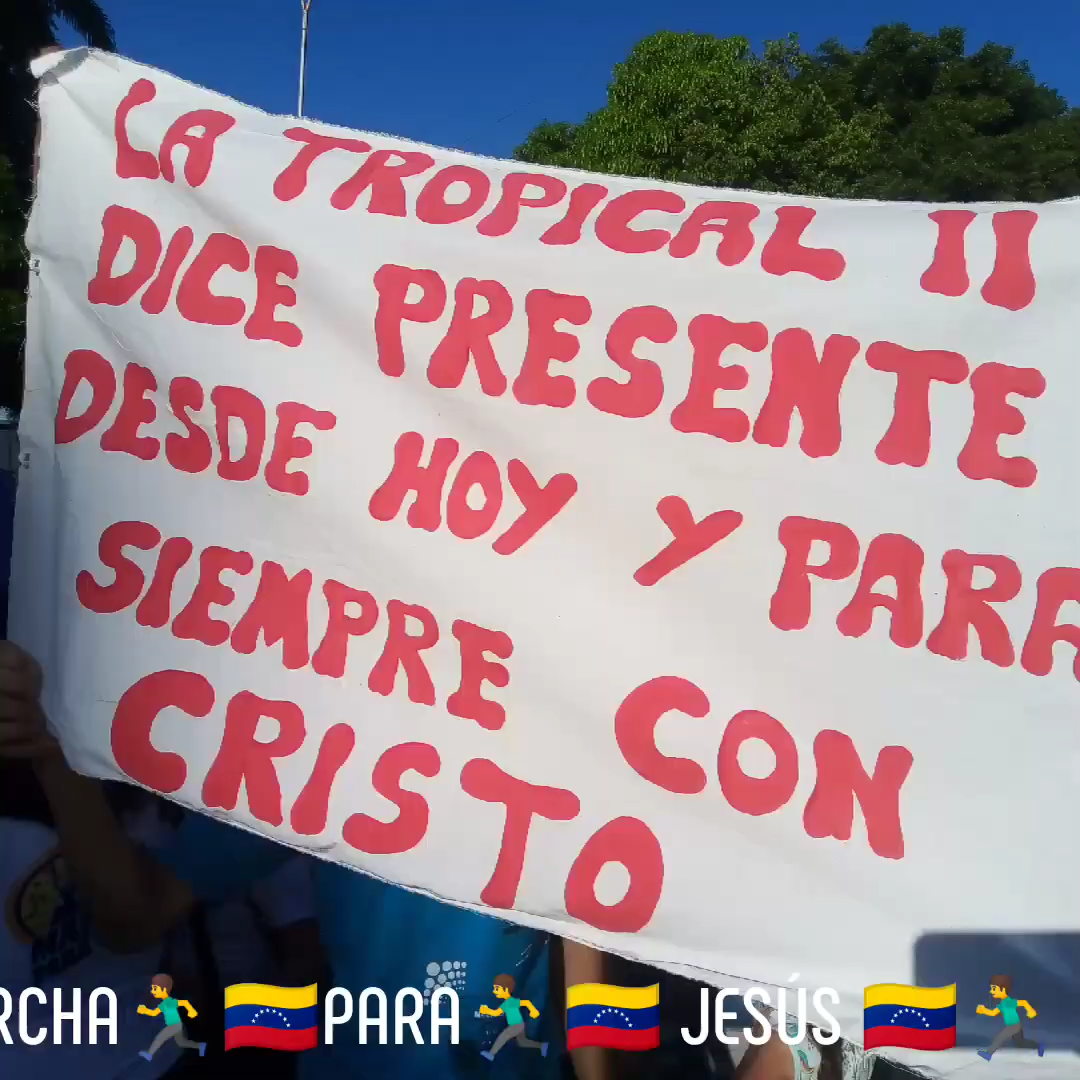 LA TROPICAL II
DICE PRESENTE
DESDE HOY Y PARA
SIEMPRE CON
CRISTO
RCHA 🏃‍♂️ 🇻🇪 PARA 🏃‍♂️ 🇻🇪 JESÚS 🇻🇪 🏃‍♂️